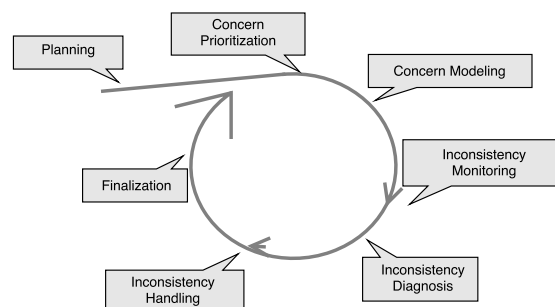 Planning
Concern
Prioritization
Concern Modeling
Inconsistency
Monitoring
Inconsistency
Diagnosis
Inconsistency
Handling
Finalization